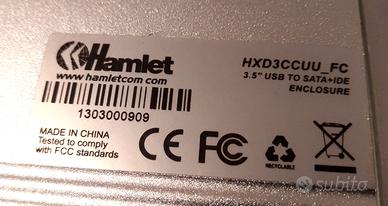 Hamlet
www.hamletcom.com
1303000909
HXD3CCUU_FC
3.5" USB TO SATA+IDE
ENCLOSURE
MADE IN CHINA
Tested to comply
with FCC standards
CE FC
RECYCLABLE
subito